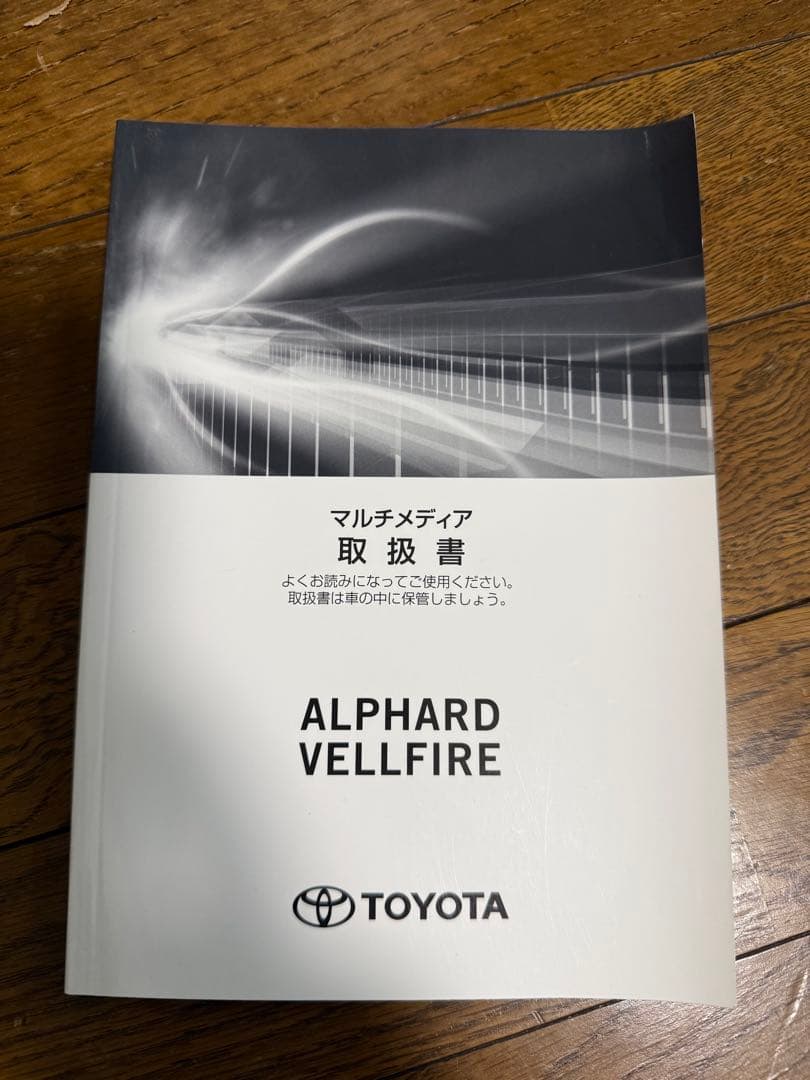 マルチメディア
取扱書
よくお読みになってご使用ください。
取扱書は車の中に保管しましょう。
ALPHARD
VELLFIRE
TOYOTA